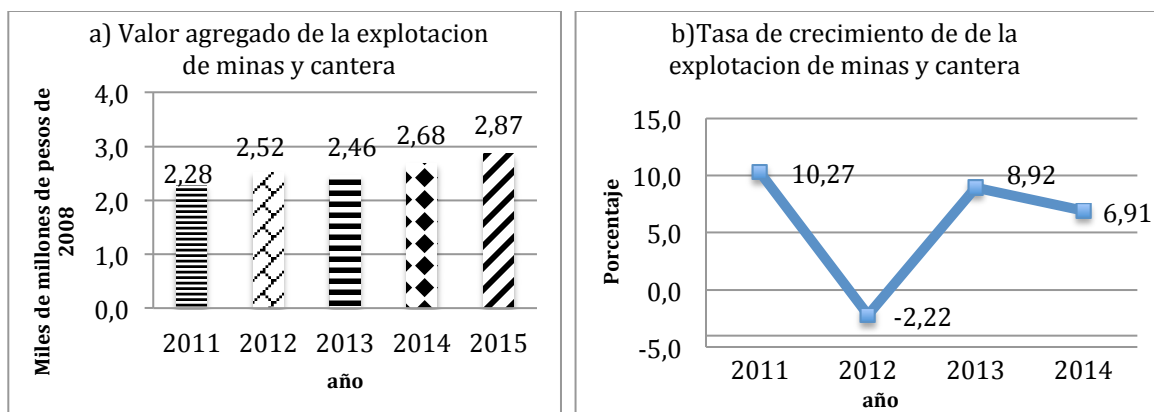 a) Valor agregado de la explotacion
de minas y cantera
Miles de millones de pesos de
2008
4,0
3,0
2,0
1,0
0,0
2,28
2,52
2,46
2,68
2,87
2011 2012 2013 2014 2015
año
b)Tasa de crecimiento de de la
explotacion de minas y cantera
Porcentaje
15,0
10,0
5,0
0,0
-5,0
10,27
-2,22
8,92
6,91
2011 2012 2013 2014
año